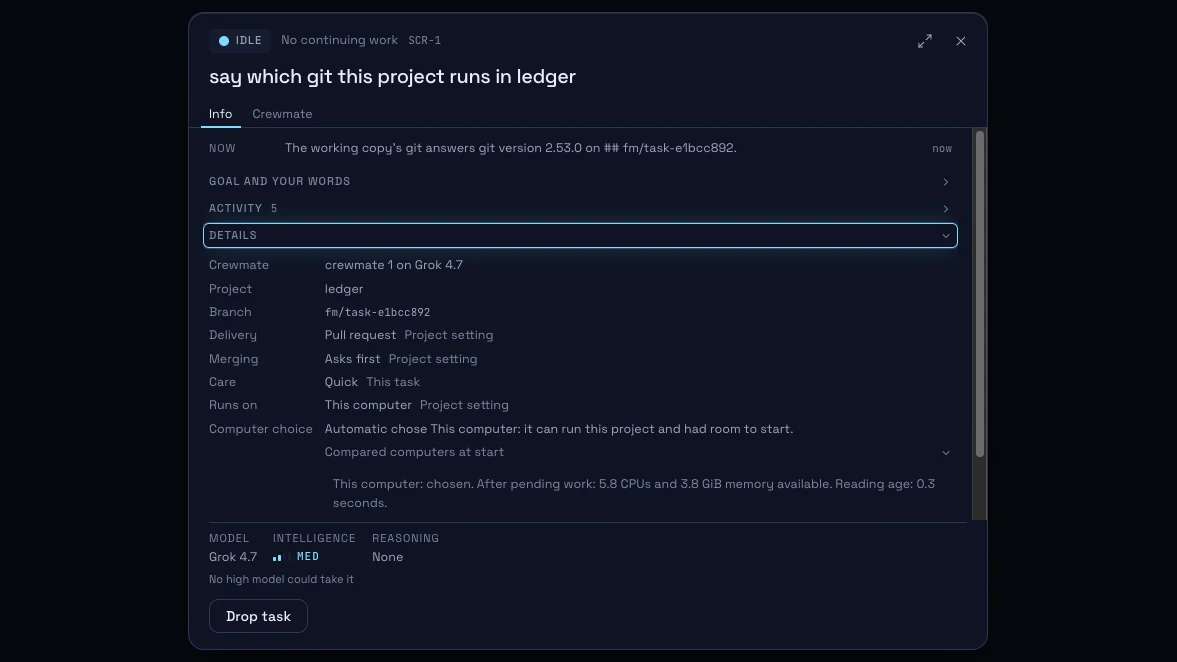 IDLE No continuing work SCR-1
say which git this project runs in ledger
Info Crewmate
NOW The working copy's git answers git version 2.53.0 on ## fm/task-e1bcc892. now
GOAL AND YOUR WORDS
ACTIVITY 5
DETAILS
Crewmate crewmate 1 on Grok 4.7
Project ledger
Branch fm/task-e1bcc892
Delivery Pull request Project setting
Merging Asks first Project setting
Care Quick This task
Runs on This computer Project setting
Computer choice Automatic chose This computer: it can run this project and had room to start.
Compared computers at start
This computer: chosen. After pending work: 5.8 CPUs and 3.8 GiB memory available. Reading age: 0.3
seconds.
MODEL INTELLIGENCE REASONING
Grok 4.7 MED None
No high model could take it
Drop task